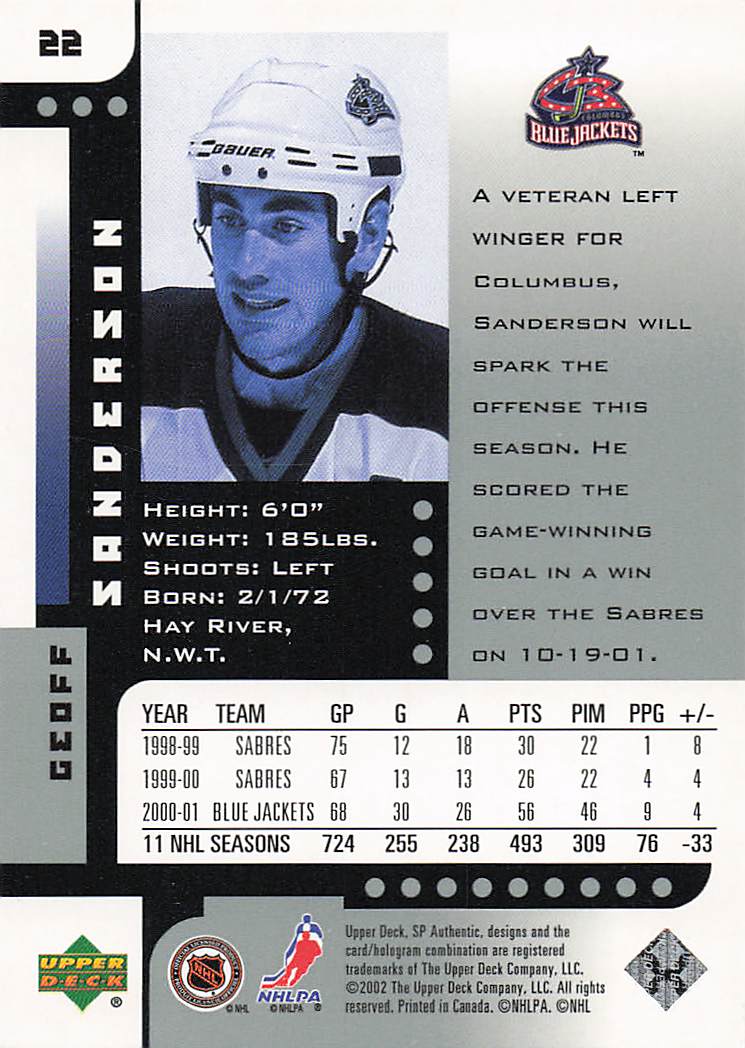 22
BAUER
COLUMBUS
BLUE JACKETS
TM
GEOFF
SANDERSON
A VETERAN LEFT
WINGER FOR
COLUMBUS,
SANDERSON WILL
SPARK THE
OFFENSE THIS
SEASON. HE
SCORED THE
GAME-WINNING
GOAL IN A WIN
OVER THE SABRES
ON 10-19-01.
HEIGHT: 6'0"
WEIGHT: 185LBS.
SHOOTS: LEFT
BORN: 2/1/72
HAY RIVER,
N.W.T.
YEAR TEAM GP G A PTS PIM PPG +/-
1998-99 SABRES 75 12 18 30 22 1 8
1999-00 SABRES 67 13 13 26 22 4 4
2000-01 BLUE JACKETS 68 30 26 56 46 9 4
11 NHL SEASONS 724 255 238 493 309 76 -33
UPPER
DECK
®
NHL
©NHL
NHLPA
©NHLPA ®
Upper Deck, SP Authentic, designs and the
card/hologram combination are registered
trademarks of The Upper Deck Company, LLC.
©2002 The Upper Deck Company, LLC. All rights
reserved. Printed in Canada. ©NHLPA. ©NHL